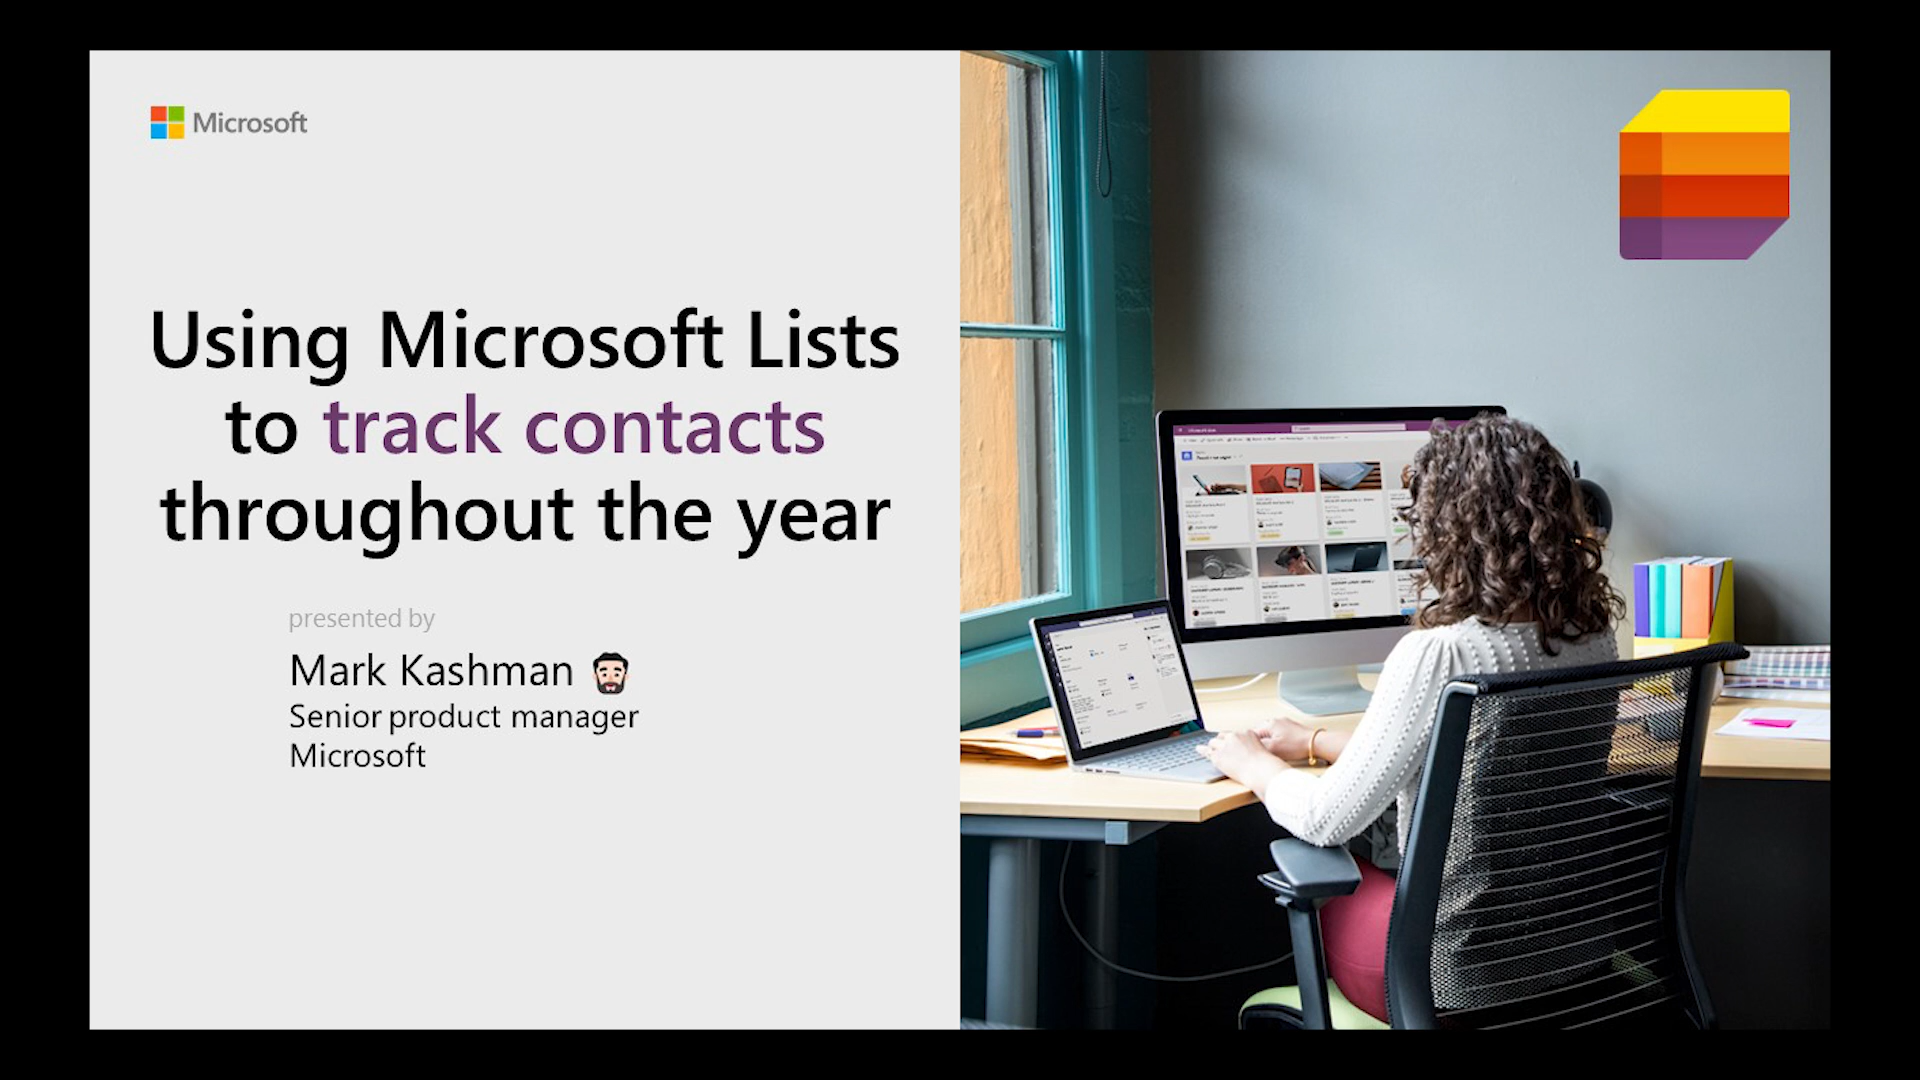 Microsoft
Using Microsoft Lists
to track contacts
throughout the year
presented by
Mark Kashman
Senior product manager
Microsoft